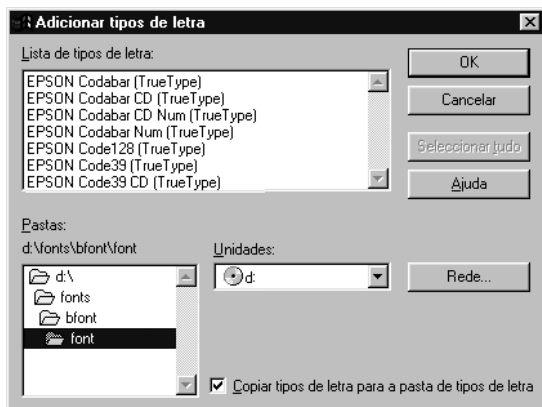 Adicionar tipos de letra
Lista de tipos de letra:
EPSON Codabar (TrueType)
EPSON Codabar CD (TrueType)
EPSON Codabar CD Num (TrueType)
EPSON Codabar Num (TrueType)
EPSON Code128 (TrueType)
EPSON Code39 (TrueType)
EPSON Code39 CD (TrueType)
OK
Cancelar
Seleccionar tudo
Ajuda
Pastas:
d:\fonts\bfont\font
d:\
fonts
bfont
font
Unidades:
d:
Rede...
Copiar tipos de letra para a pasta de tipos de letra